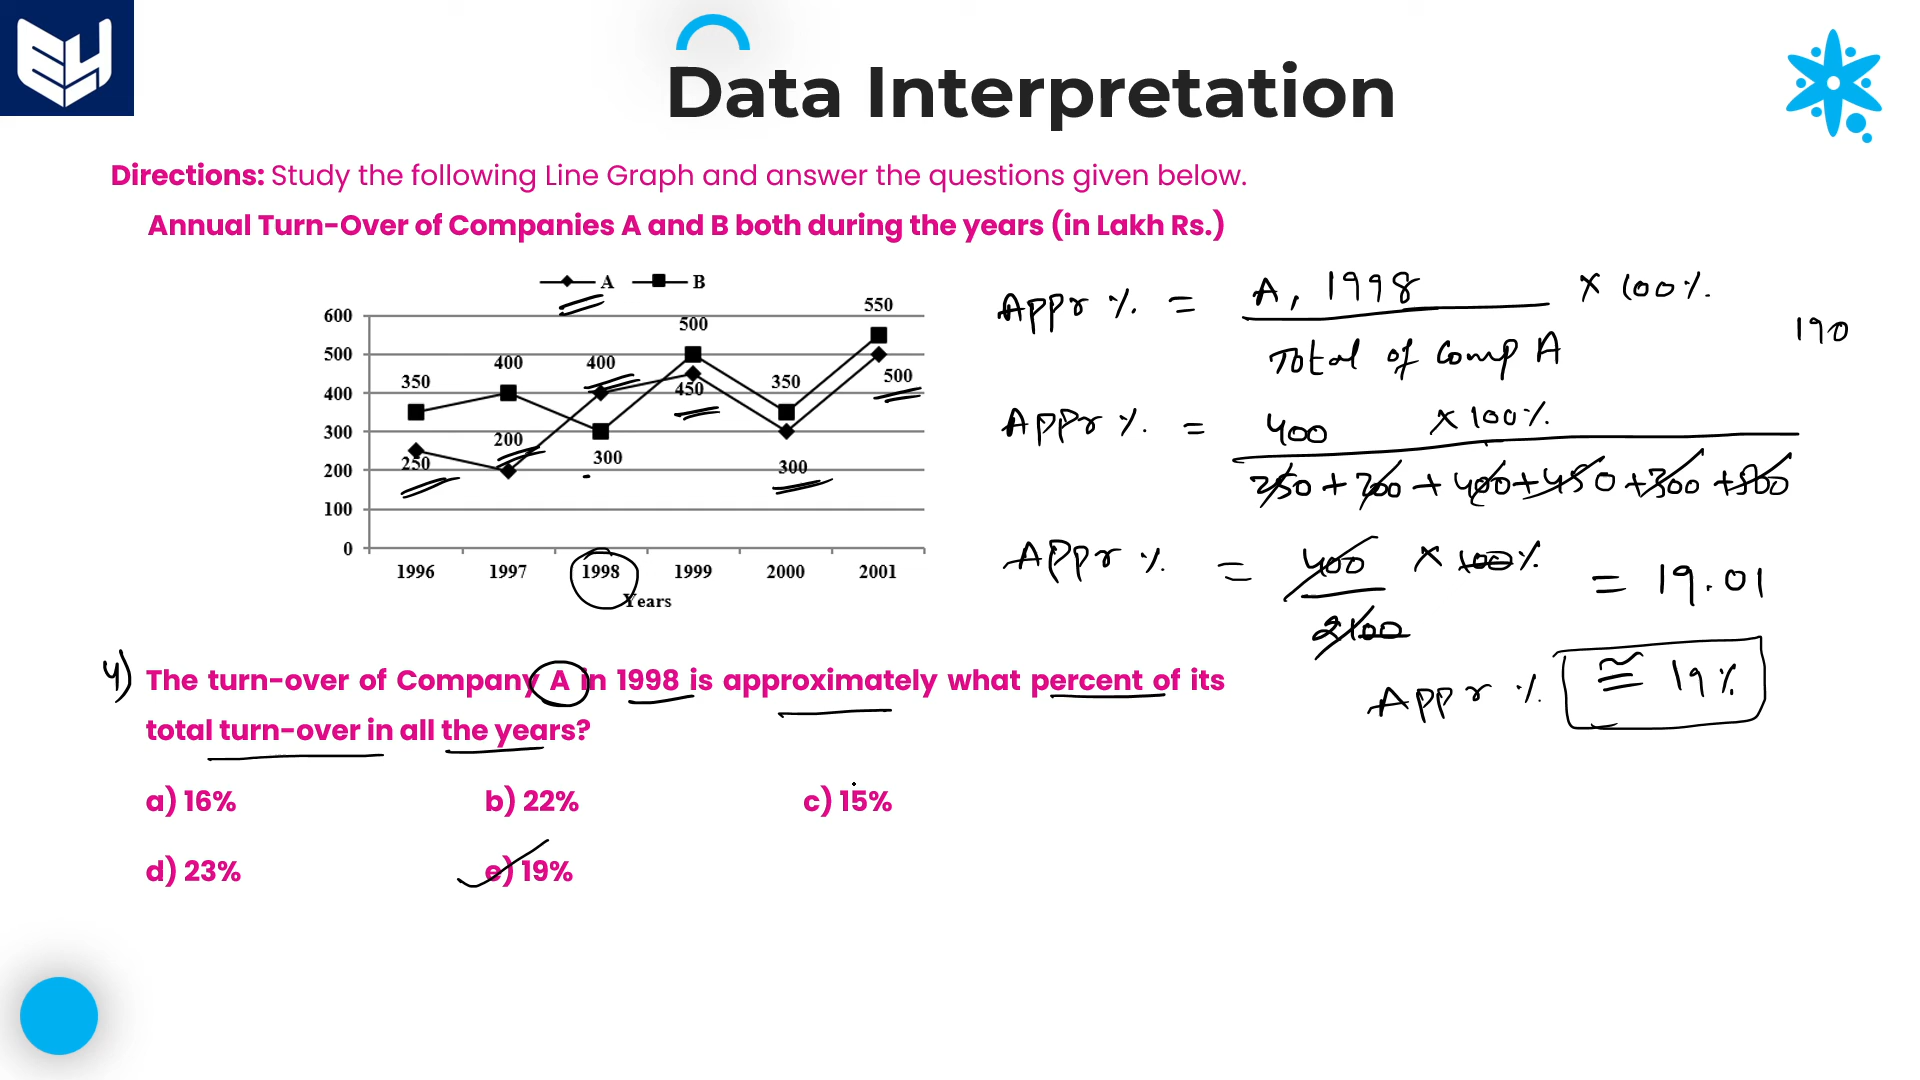 EY
Data Interpretation
Directions: Study the following Line Graph and answer the questions given below.
Annual Turn-Over of Companies A and B both during the years (in Lakh Rs.)
A B
600
500
400
300
200
100
0
350 400 400 500 350 550
250 200 300 450 300 500
1996 1997 1998 1999 2000 2001
Years
Appr % = A, 1998 / Total of Comp A × 100%
190
Appr % = 400 × 100% / 250 + 200 + 400 + 450 + 300 + 500
Appr % = 400 / 2100 × 100% = 19.01
Appr % ≅ 19%
4) The turn-over of Company A in 1998 is approximately what percent of its
total turn-over in all the years?
a) 16% b) 22% c) 15%
d) 23% e) 19%